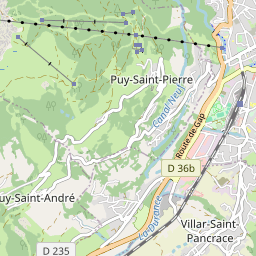 Puy-Saint-Pierre
Canal Neuf
Route de Gap
D 36b
uy-Saint-André
Villar-Saint-
Pancrace
La Durance
D 235